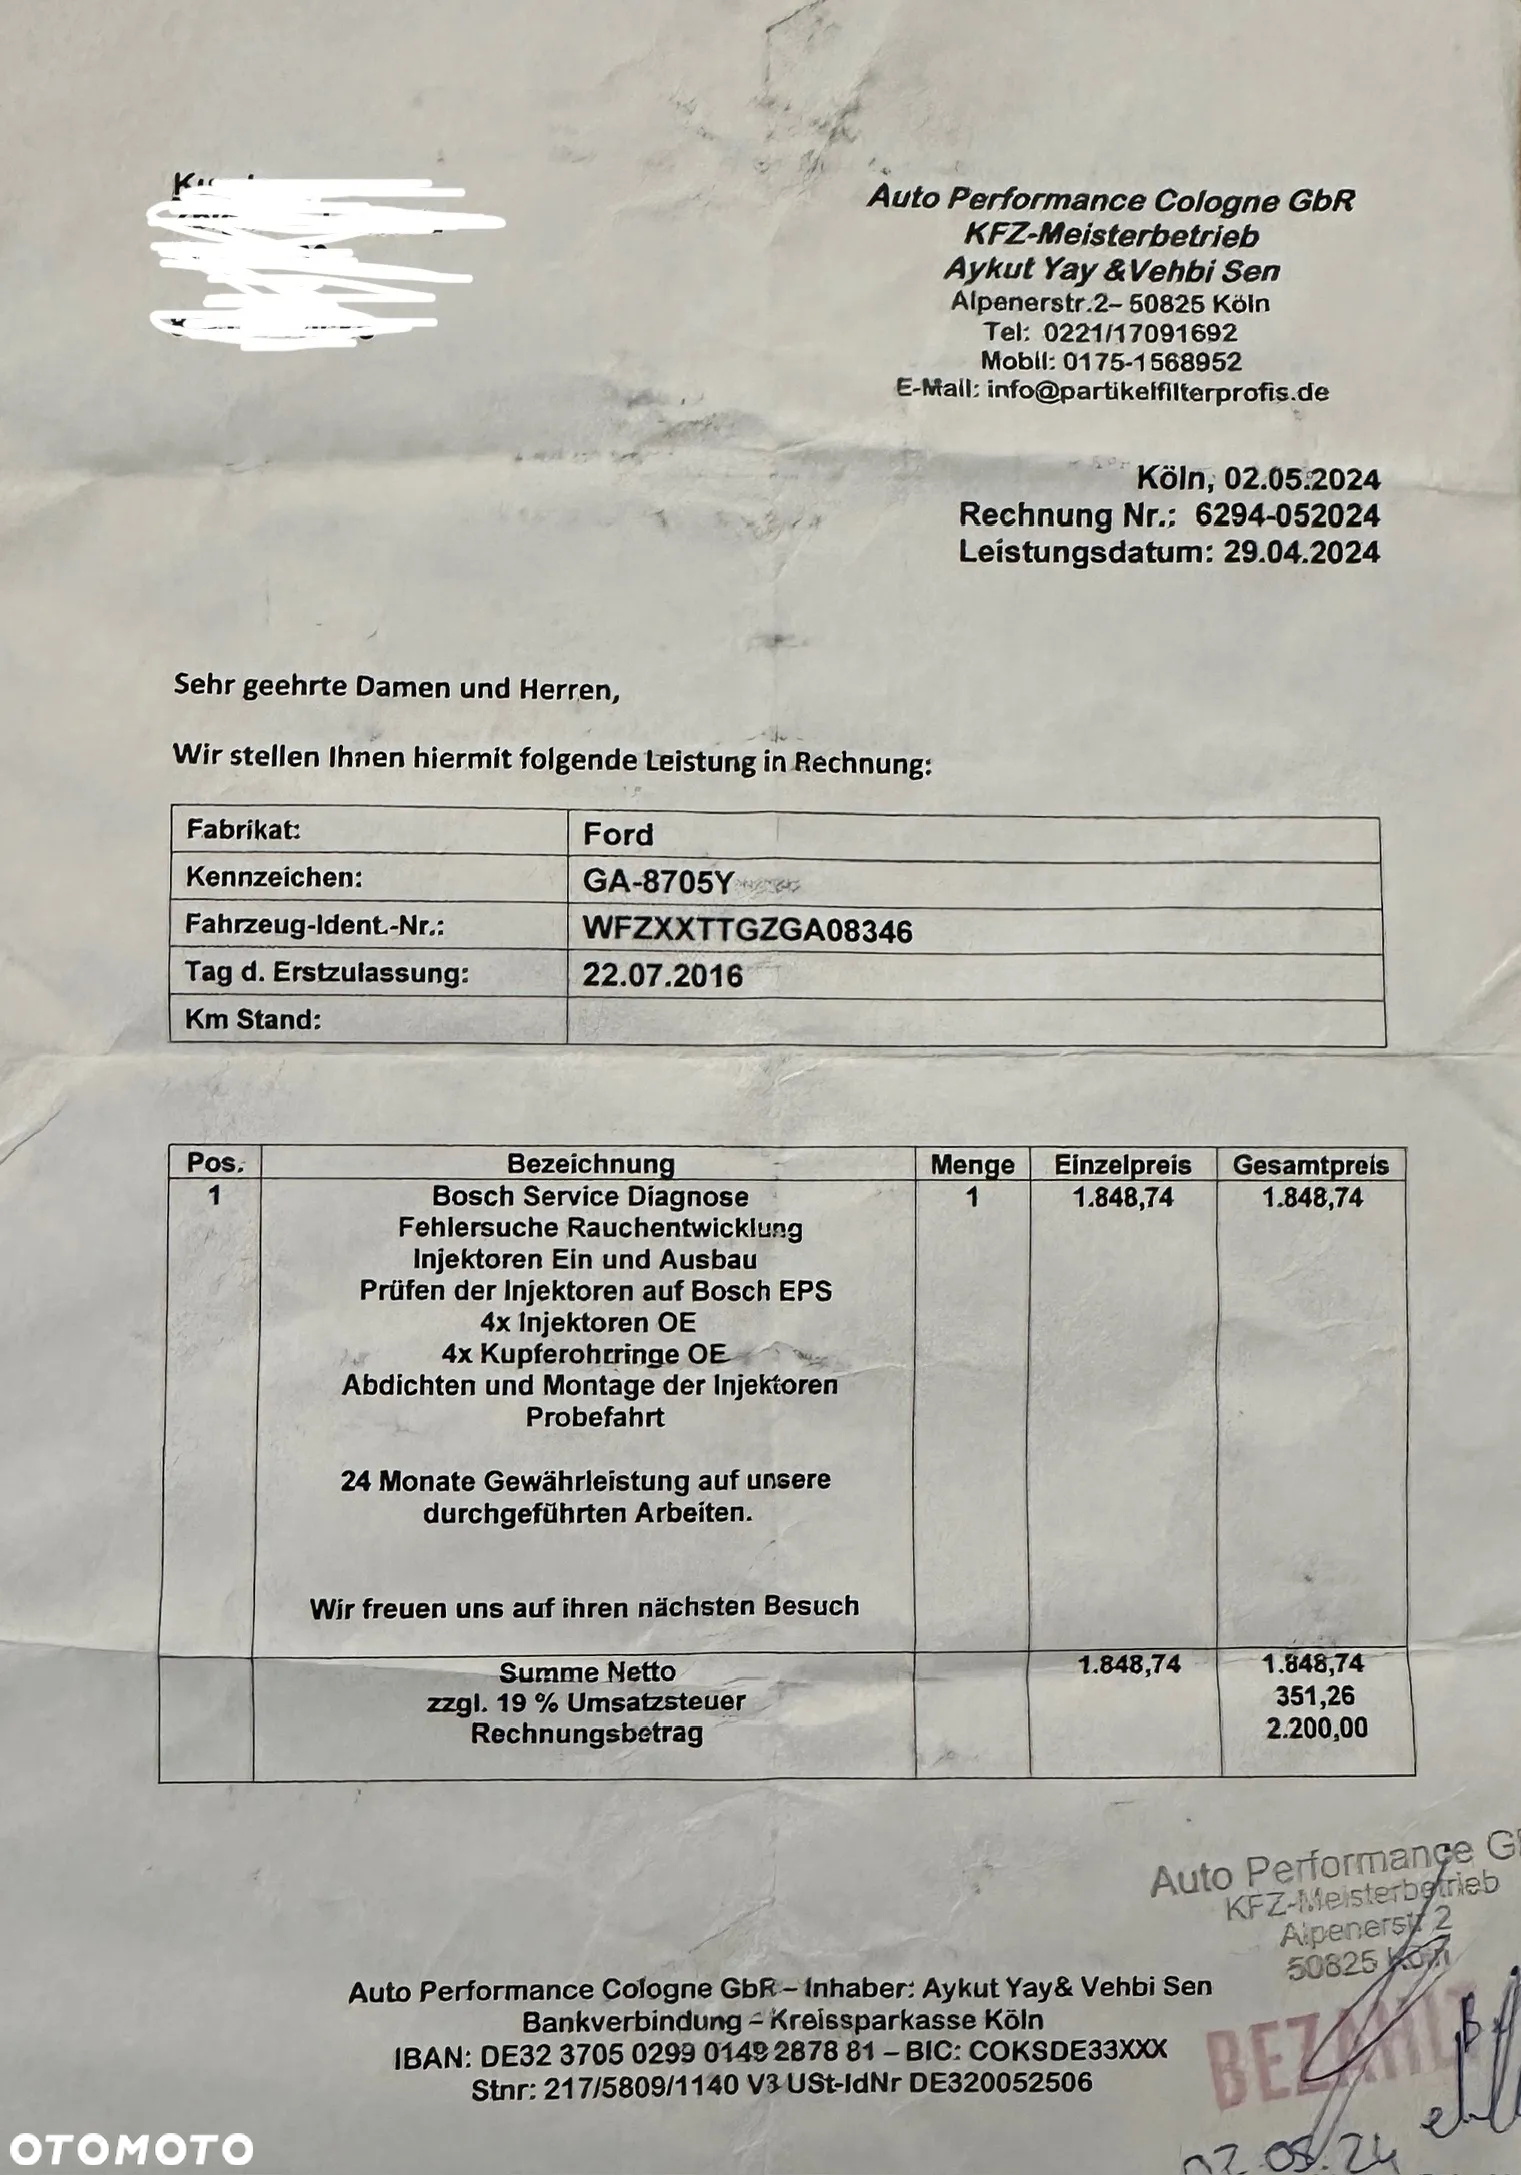 Auto Performance Cologne GbR
KFZ-Meisterbetrieb
Aykut Yay &Vehbi Sen
Alpenerstr.2– 50825 Köln
Tel: 0221/17091692
Mobil: 0175-1568952
E-Mail: info@partikelfilterprofis.de
Köln, 02.05.2024
Rechnung Nr.: 6294-052024
Leistungsdatum: 29.04.2024
Sehr geehrte Damen und Herren,
Wir stellen Ihnen hiermit folgende Leistung in Rechnung:
Fabrikat: Ford
Kennzeichen: GA-8705Y
Fahrzeug-Ident.-Nr.: WFZXXTTGZGA08346
Tag d. Erstzulassung: 22.07.2016
Km Stand:
Pos. Bezeichnung Menge Einzelpreis Gesamtpreis
1 Bosch Service Diagnose 1 1.848,74 1.848,74
Fehlersuche Rauchentwicklung
Injektoren Ein und Ausbau
Prüfen der Injektoren auf Bosch EPS
4x Injektoren OE
4x Kupferohrringe OE
Abdichten und Montage der Injektoren
Probefahrt
24 Monate Gewährleistung auf unsere
durchgeführten Arbeiten.
Wir freuen uns auf ihren nächsten Besuch
Summe Netto 1.848,74 1.848,74
zzgl. 19 % Umsatzsteuer 351,26
Rechnungsbetrag 2.200,00
Auto Performance G
KFZ-Meisterbetrieb
Alpenerstr 2
50825 Köln
BEZAHLT
02.05.24
Auto Performance Cologne GbR – Inhaber: Aykut Yay& Vehbi Sen
Bankverbindung – Kreissparkasse Köln
IBAN: DE32 3705 0299 0149 2878 81 – BIC: COKSDE33XXX
Stnr: 217/5809/1140 V3 USt-IdNr DE320052506
OTOMOTO